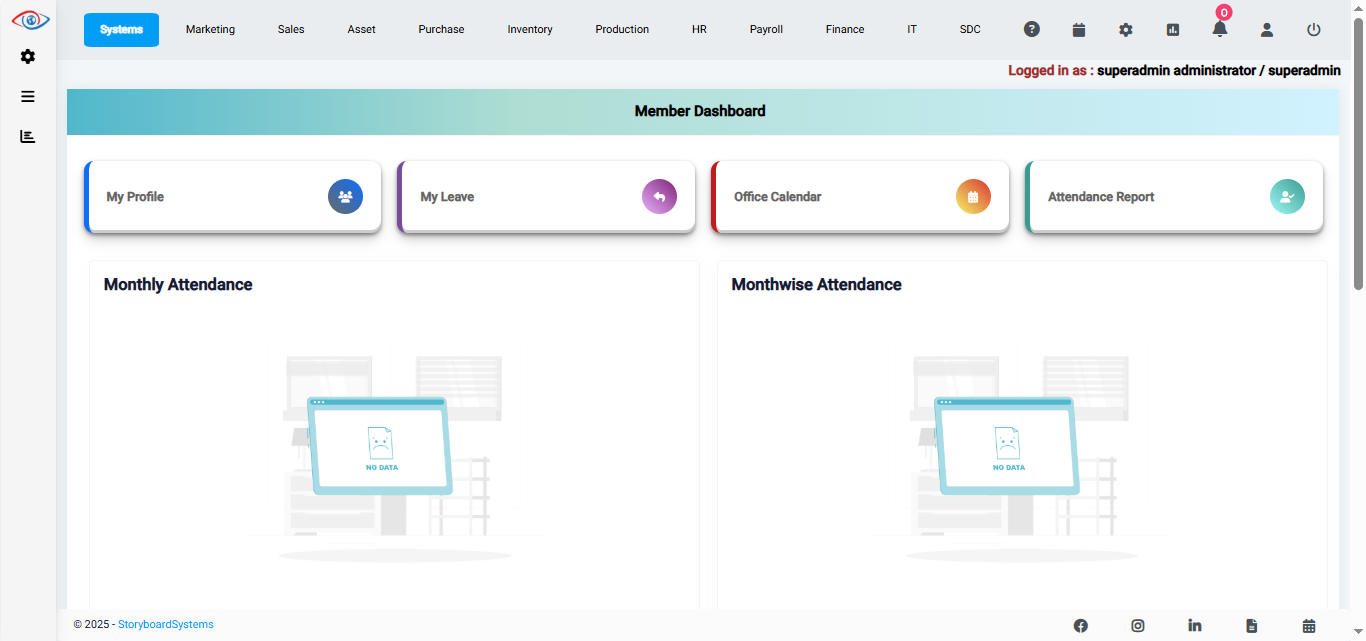 Systems Marketing Sales Asset Purchase Inventory Production HR Payroll Finance IT SDC 0
Logged in as : superadmin administrator / superadmin
Member Dashboard
My Profile My Leave Office Calendar Attendance Report
Monthly Attendance Monthwise Attendance
NO DATA NO DATA
© 2025 - StoryboardSystems